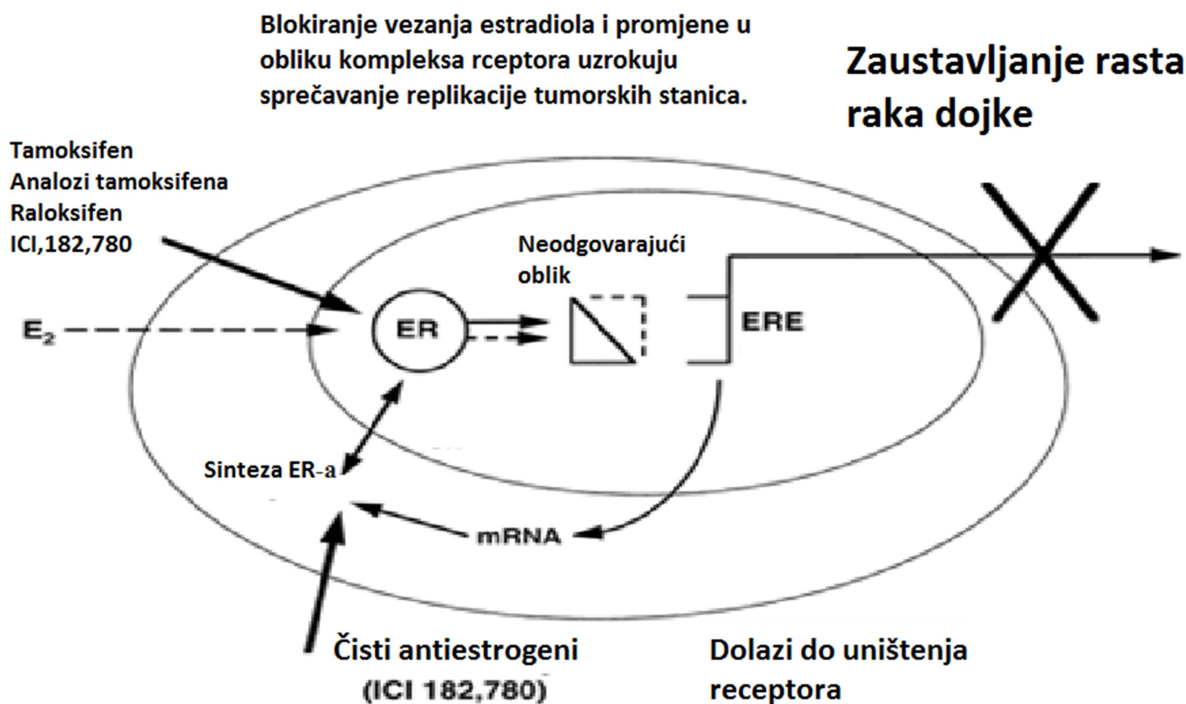 Blokiranje vezanja estradiola i promjene u
obliku kompleksa rceptora uzrokuju
sprečavanje replikacije tumorskih stanica.
Zaustavljanje rasta
raka dojke
Tamoksifen
Analozi tamoksifena
Raloksifen
ICI,182,780
Neodgovarajući
oblik
E2
ER
ERE
Sinteza ER-a
mRNA
Čisti antiestrogeni
(ICI 182,780)
Dolazi do uništenja
receptora